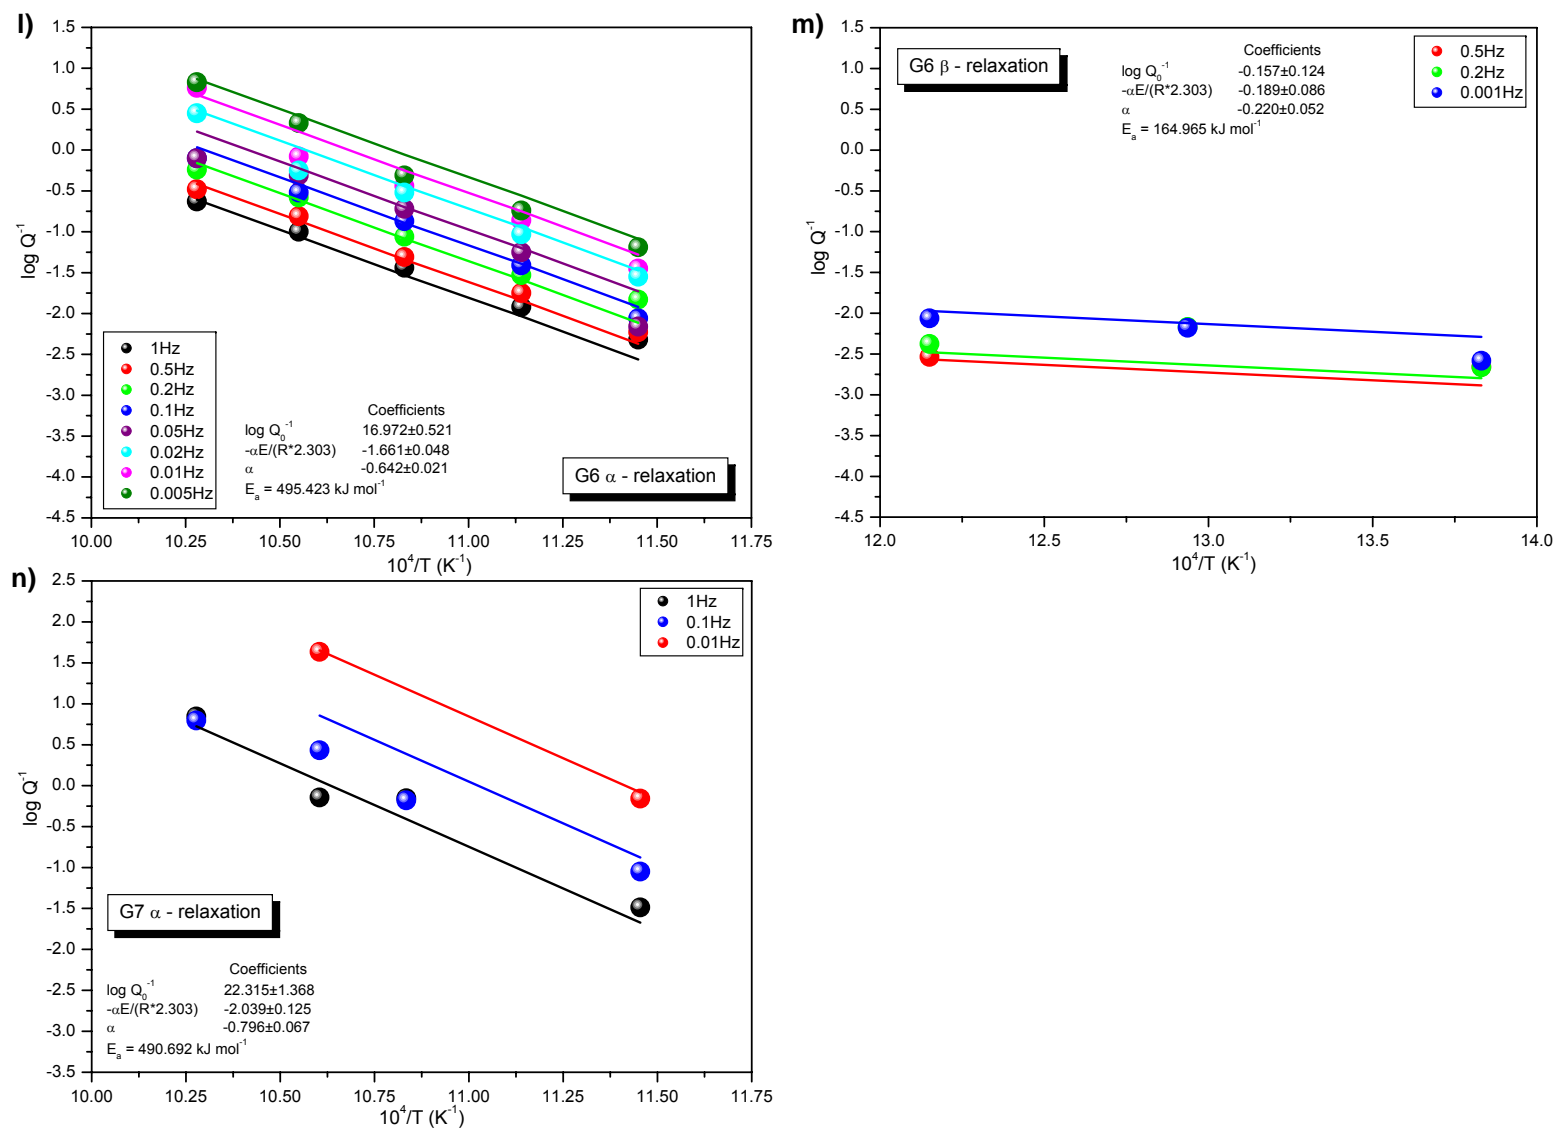 l)
1.5
1.0
0.5
0.0
-0.5
-1.0
-1.5
-2.0
-2.5
-3.0
-3.5
-4.0
-4.5
log Q⁻¹
1Hz
0.5Hz
0.2Hz
0.1Hz
0.05Hz
0.02Hz
0.01Hz
0.005Hz
Coefficients
log Q₀⁻¹ 16.972±0.521
-αE/(R*2.303) -1.661±0.048
α -0.642±0.021
Eₐ = 495.423 kJ mol⁻¹
G6 α - relaxation
10.00 10.25 10.50 10.75 11.00 11.25 11.50 11.75
10⁴/T (K⁻¹)
m)
1.5
1.0
0.5
0.0
-0.5
-1.0
-1.5
-2.0
-2.5
-3.0
-3.5
-4.0
-4.5
log Q⁻¹
G6 β - relaxation
Coefficients
log Q₀⁻¹ -0.157±0.124
-αE/(R*2.303) -0.189±0.086
α -0.220±0.052
Eₐ = 164.965 kJ mol⁻¹
0.5Hz
0.2Hz
0.001Hz
12.0 12.5 13.0 13.5 14.0
10⁴/T (K⁻¹)
n)
2.5
2.0
1.5
1.0
0.5
0.0
-0.5
-1.0
-1.5
-2.0
-2.5
-3.0
-3.5
log Q⁻¹
1Hz
0.1Hz
0.01Hz
G7 α - relaxation
Coefficients
log Q₀⁻¹ 22.315±1.368
-αE/(R*2.303) -2.039±0.125
α -0.796±0.067
Eₐ = 490.692 kJ mol⁻¹
10.00 10.25 10.50 10.75 11.00 11.25 11.50 11.75
10⁴/T (K⁻¹)